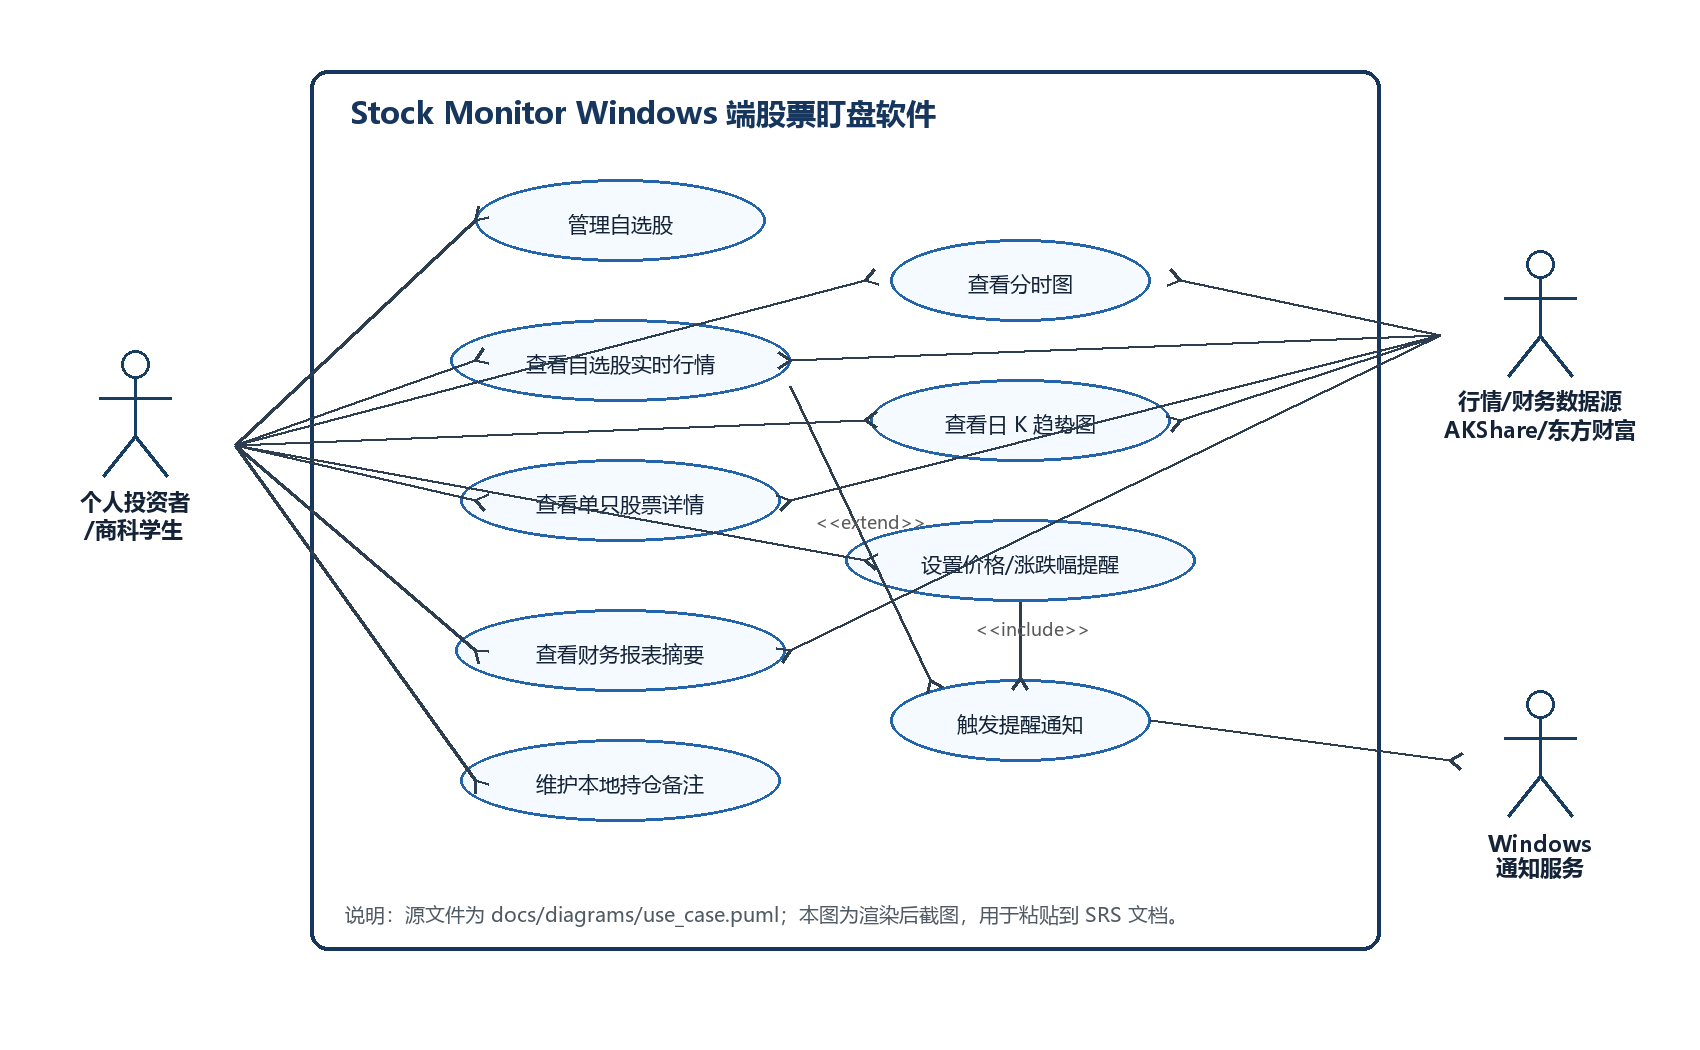 Stock Monitor Windows 端股票盯盘软件
管理自选股
查看分时图
查看自选股实时行情
查看日 K 趋势图
行情/财务数据源
AKShare/东方财富
个人投资者
/商科学生
查看单只股票详情
<<extend>>
设置价格/涨跌幅提醒
<<include>>
查看财务报表摘要
触发提醒通知
维护本地持仓备注
Windows
通知服务
说明：源文件为 docs/diagrams/use_case.puml；本图为渲染后截图，用于粘贴到 SRS 文档。